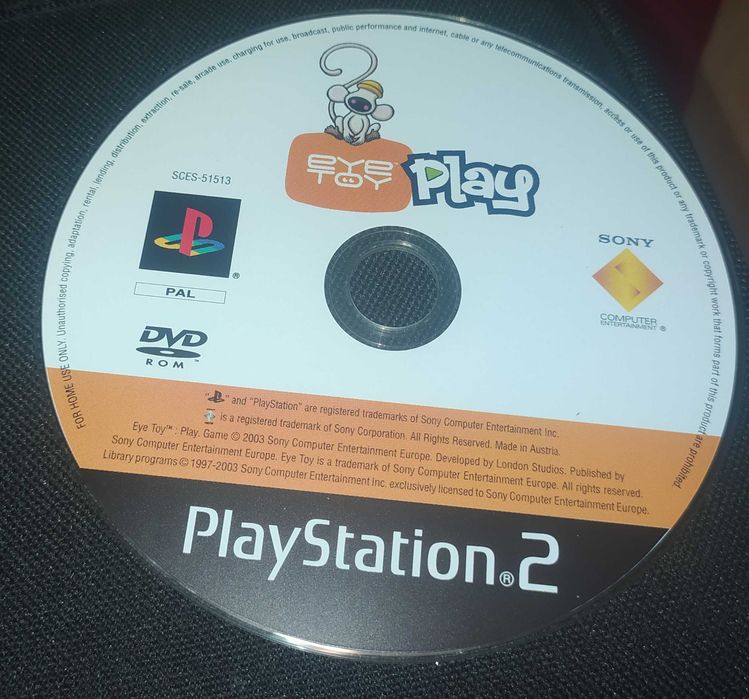 FOR HOME USE ONLY. Unauthorised copying, adaptation, rental, lending, distribution, extraction, re-sale, arcade use, charging for use, broadcast, public performance and internet, cable or any telecommunications transmission, access or use of this product or any trademark or copyright work that forms part of this product are prohibited
EYE TOY™ Play
SCES-51513
®
PAL
DVD
ROM™
SONY
COMPUTER
ENTERTAINMENT ®
" " and "PlayStation" are registered trademarks of Sony Computer Entertainment Inc.
is a registered trademark of Sony Corporation. All Rights Reserved. Made in Austria.
Eye Toy™ : Play. Game © 2003 Sony Computer Entertainment Europe. Developed by London Studios. Published by
Sony Computer Entertainment Europe. Eye Toy is a trademark of Sony Computer Entertainment Europe. All rights reserved.
Library programs © 1997-2003 Sony Computer Entertainment Inc. exclusively licensed to Sony Computer Entertainment Europe.
PlayStation®2